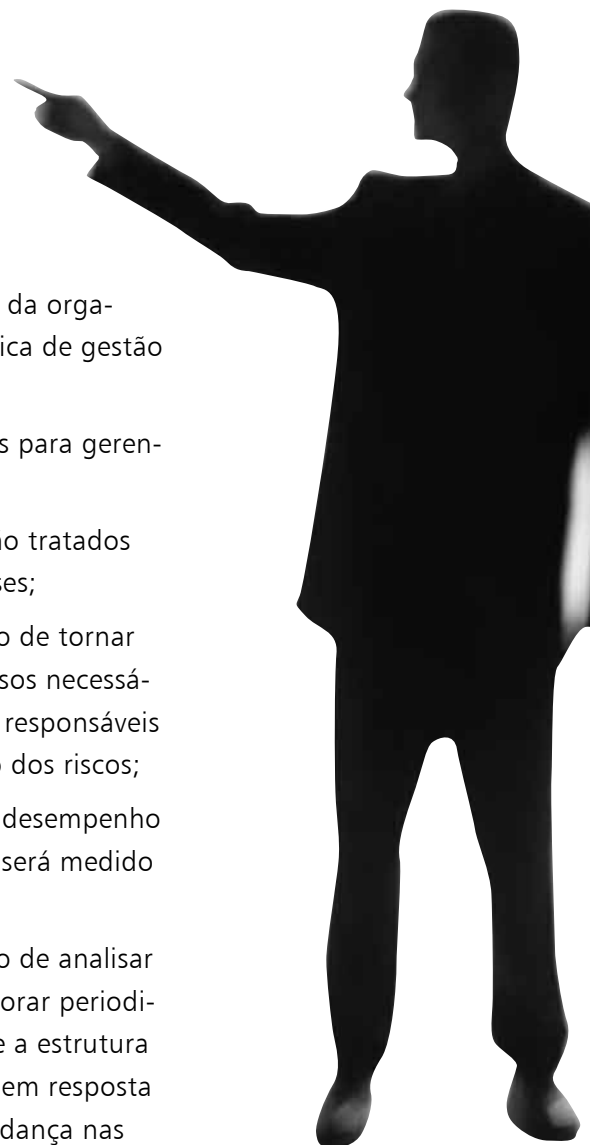 da orga-
ica de gestão
s para geren-
tratados
ses;
o de tornar
sos necessá-
responsáveis
dos riscos;
desempenho
será medido
o de analisar
orar periodi-
e a estrutura
em resposta
dança nas